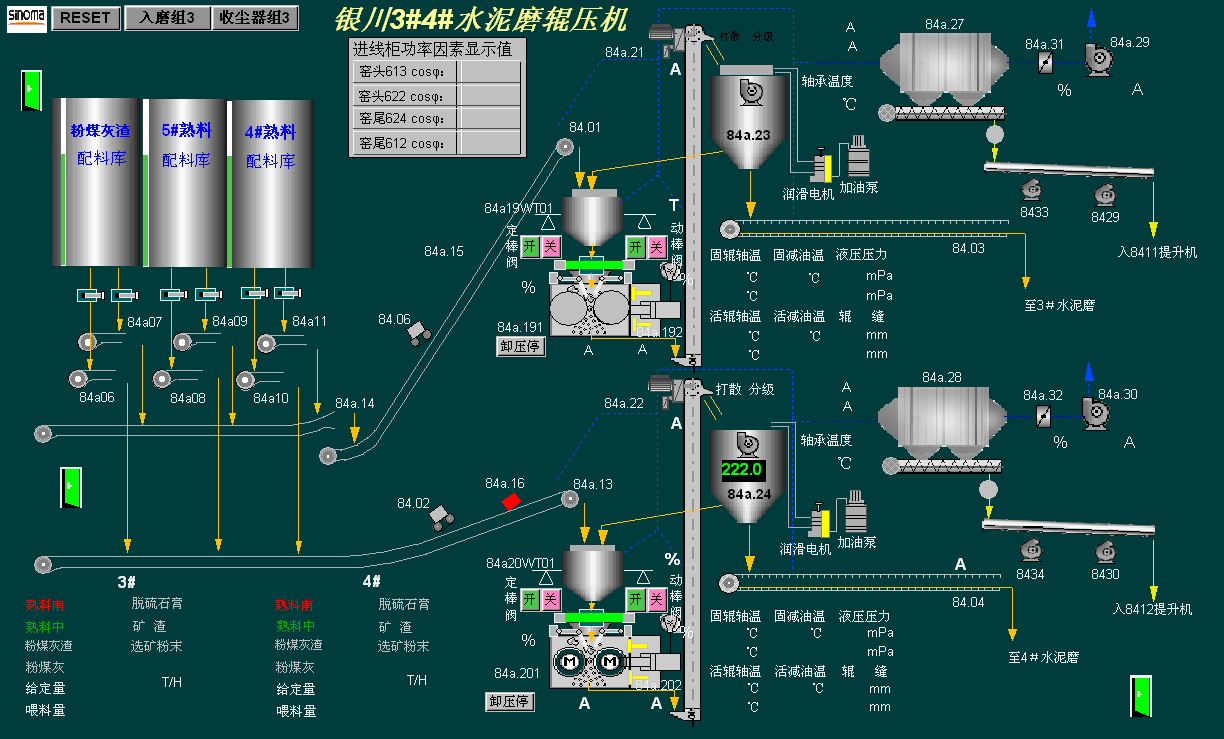 sinoma RESET 入磨组3 收尘器组3
银川3#4#水泥磨辊压机
进线柜功率因素显示值
窑头613 cosφ:
窑头622 cosφ:
窑尾624 cosφ:
窑尾612 cosφ:
粉煤灰渣 5#熟料 4#熟料
配料库 配料库 配料库
84a07 84a09 84a11
84a06 84a08 84a10
84a.14
84a.15
84.06
84.01
84a.21
A
打散 分级
84a.23
轴承温度
℃
润滑电机 加油泵
84a.27
A
A
84a.31 84a.29
% A
8433 8429
入8411提升机
84.03
至3#水泥磨
84a19WT01
T
定棒阀 开 关 开 关 动棒阀
% %
84a.191 84a.192
卸压停 A A
固辊轴温 固减油温 液压压力
℃ ℃ mPa
℃ mPa
活辊轴温 活减油温 辊 缝
℃ ℃ mm
℃ mm
84.02
84a.16
84a.13
84a.22
A
打散 分级
222.0
84a.24
轴承温度
℃
润滑电机 加油泵
84a.28
A
A
84a.32 84a.30
% A
8434 8430
入8412提升机
A
84.04
至4#水泥磨
84a20WT01
%
定棒阀 开 关 开 关 动棒阀
% %
M M
84a.201 84a.202
卸压停 A A
固辊轴温 固减油温 液压压力
℃ ℃ mPa
℃ mPa
活辊轴温 活减油温 辊 缝
℃ ℃ mm
℃ mm
3# 4#
熟料南 脱硫石膏 熟料南 脱硫石膏
熟料中 矿 渣 熟料中 矿 渣
粉煤灰渣 选矿粉末 粉煤灰渣 选矿粉末
粉煤灰 粉煤灰
给定量 T/H 给定量 T/H
喂料量 喂料量